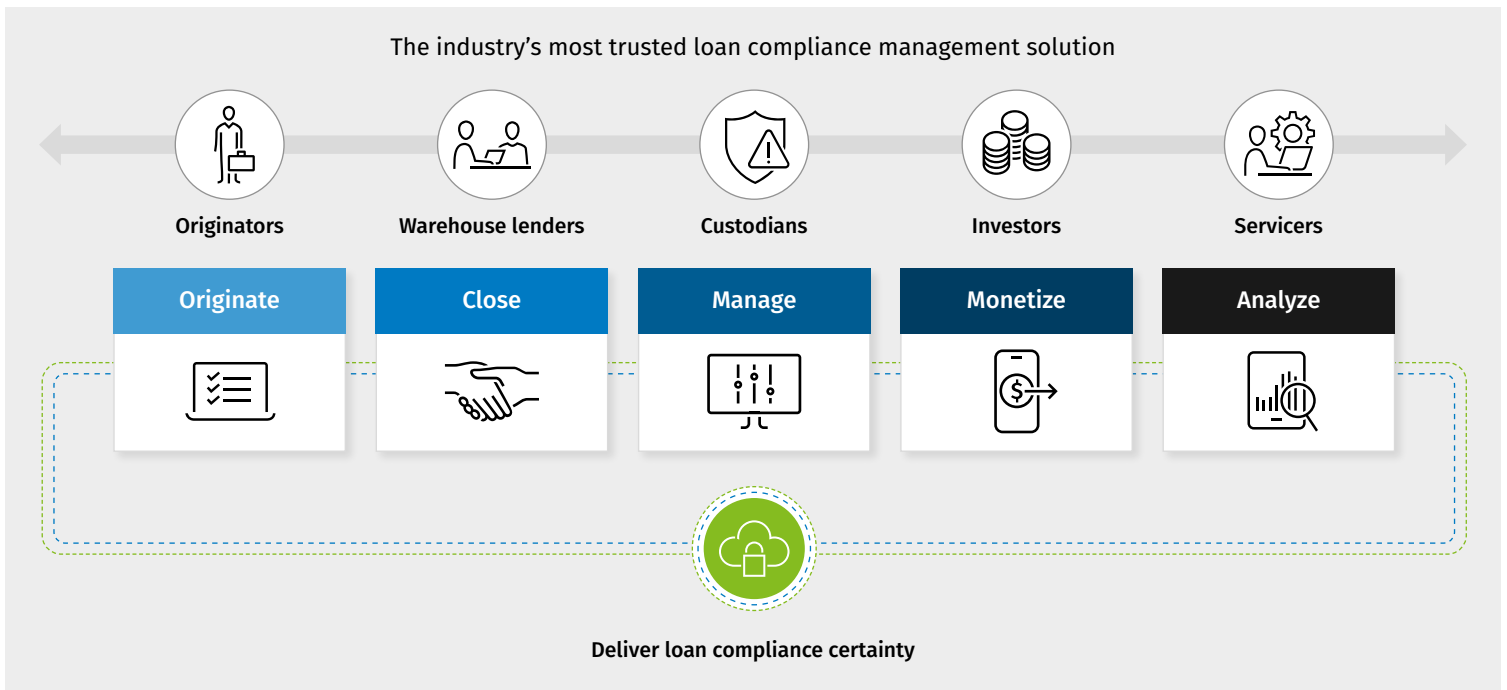 The industry’s most trusted loan compliance management solution
Originators
Warehouse lenders
Custodians
Investors
Servicers
Originate
Close
Manage
Monetize
Analyze
$
Deliver loan compliance certainty